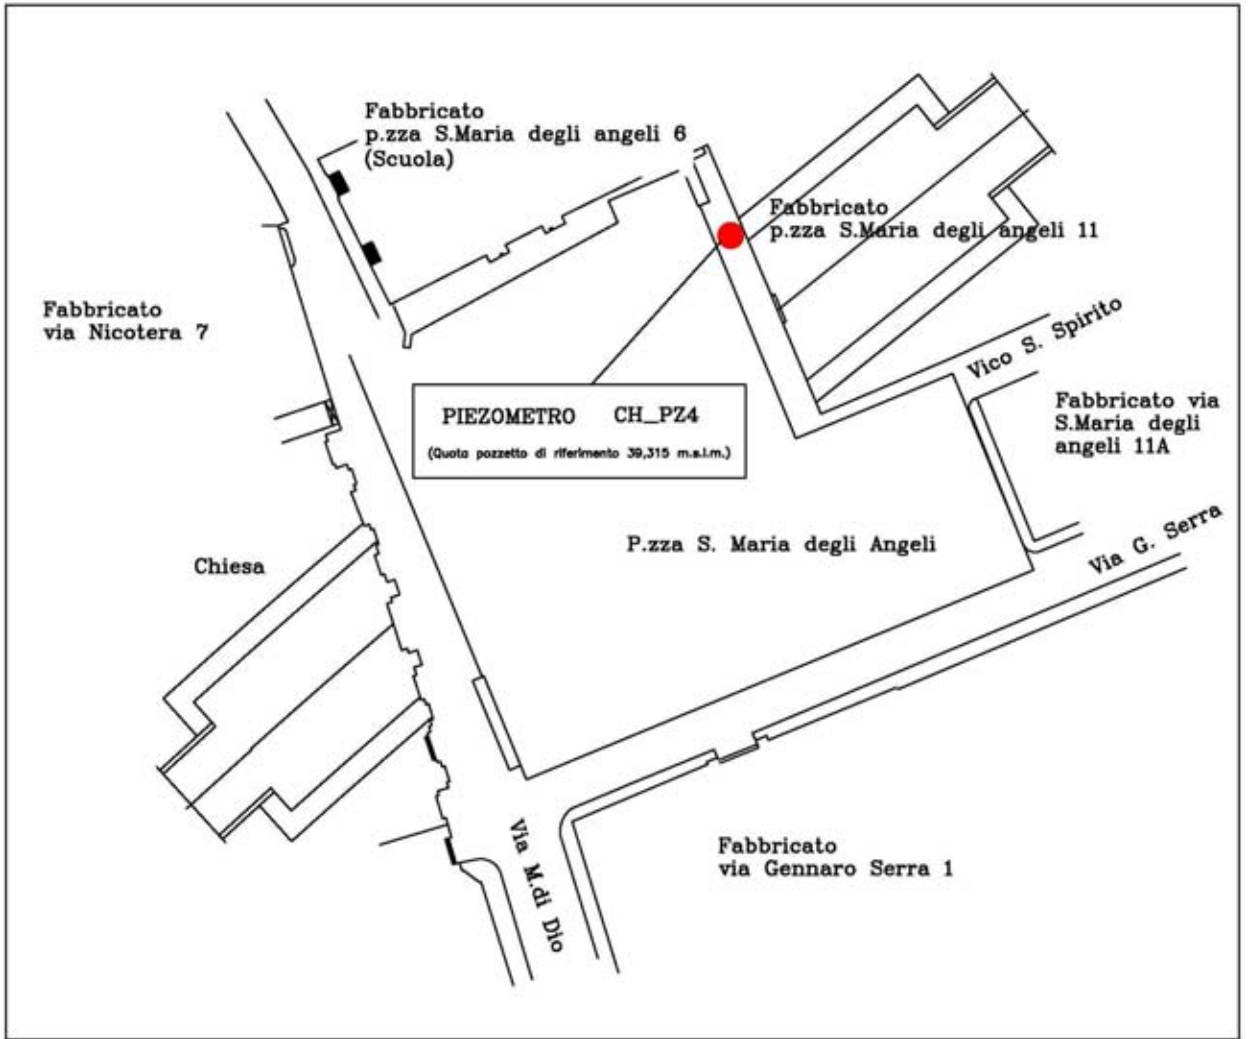 Fabbricato
p.zza S.Maria degli angeli 6
(Scuola)
Fabbricato
p.zza S.Maria degli angeli 11
Fabbricato
via Nicotera 7
Vico S. Spirito
Fabbricato via
S.Maria degli
angeli 11A
PIEZOMETRO CH_PZ4
(Quota pozzetto di riferimento 39,315 m.s.l.m.)
P.zza S. Maria degli Angeli
Via G. Serra
Chiesa
Via M.di Dio
Fabbricato
via Gennaro Serra 1